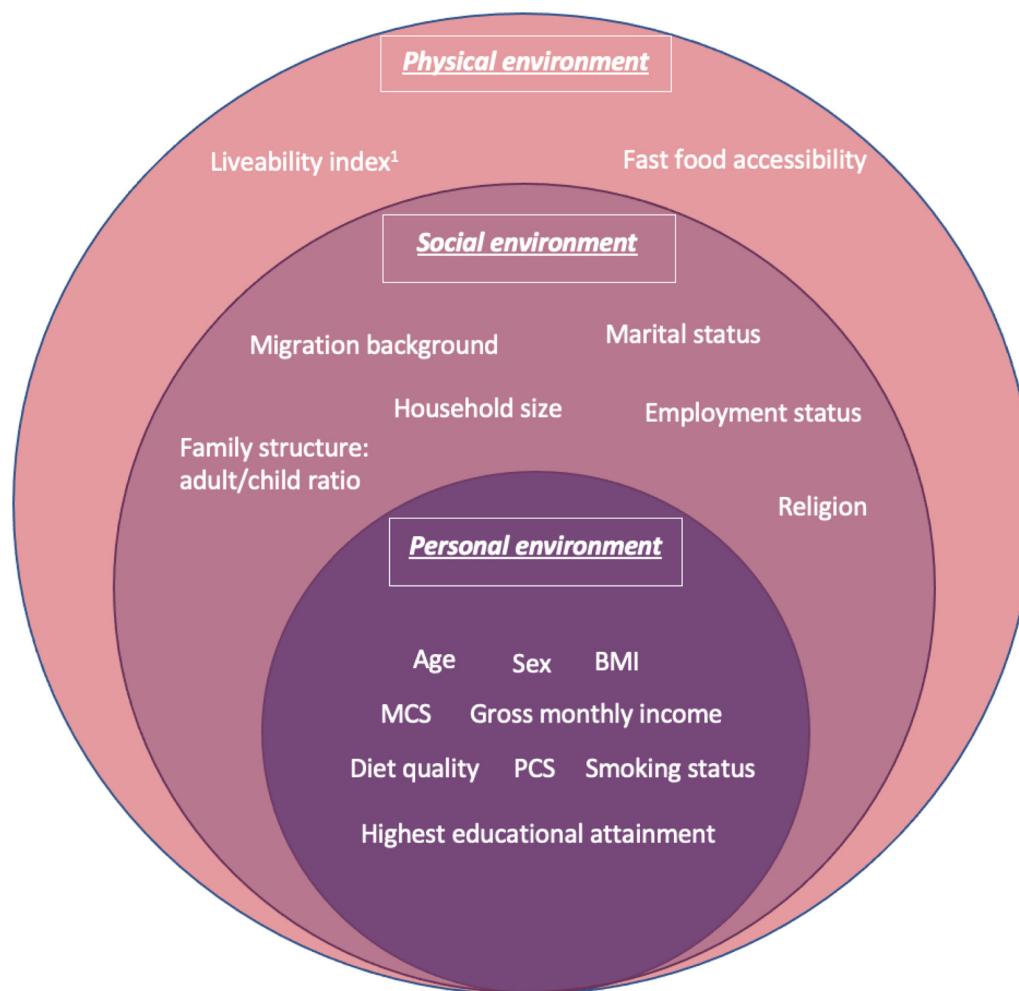 Physical environment
Liveability index¹
Fast food accessibility
Social environment
Migration background
Marital status
Household size
Employment status
Family structure:
adult/child ratio
Religion
Personal environment
Age
Sex
BMI
MCS
Gross monthly income
Diet quality
PCS
Smoking status
Highest educational attainment